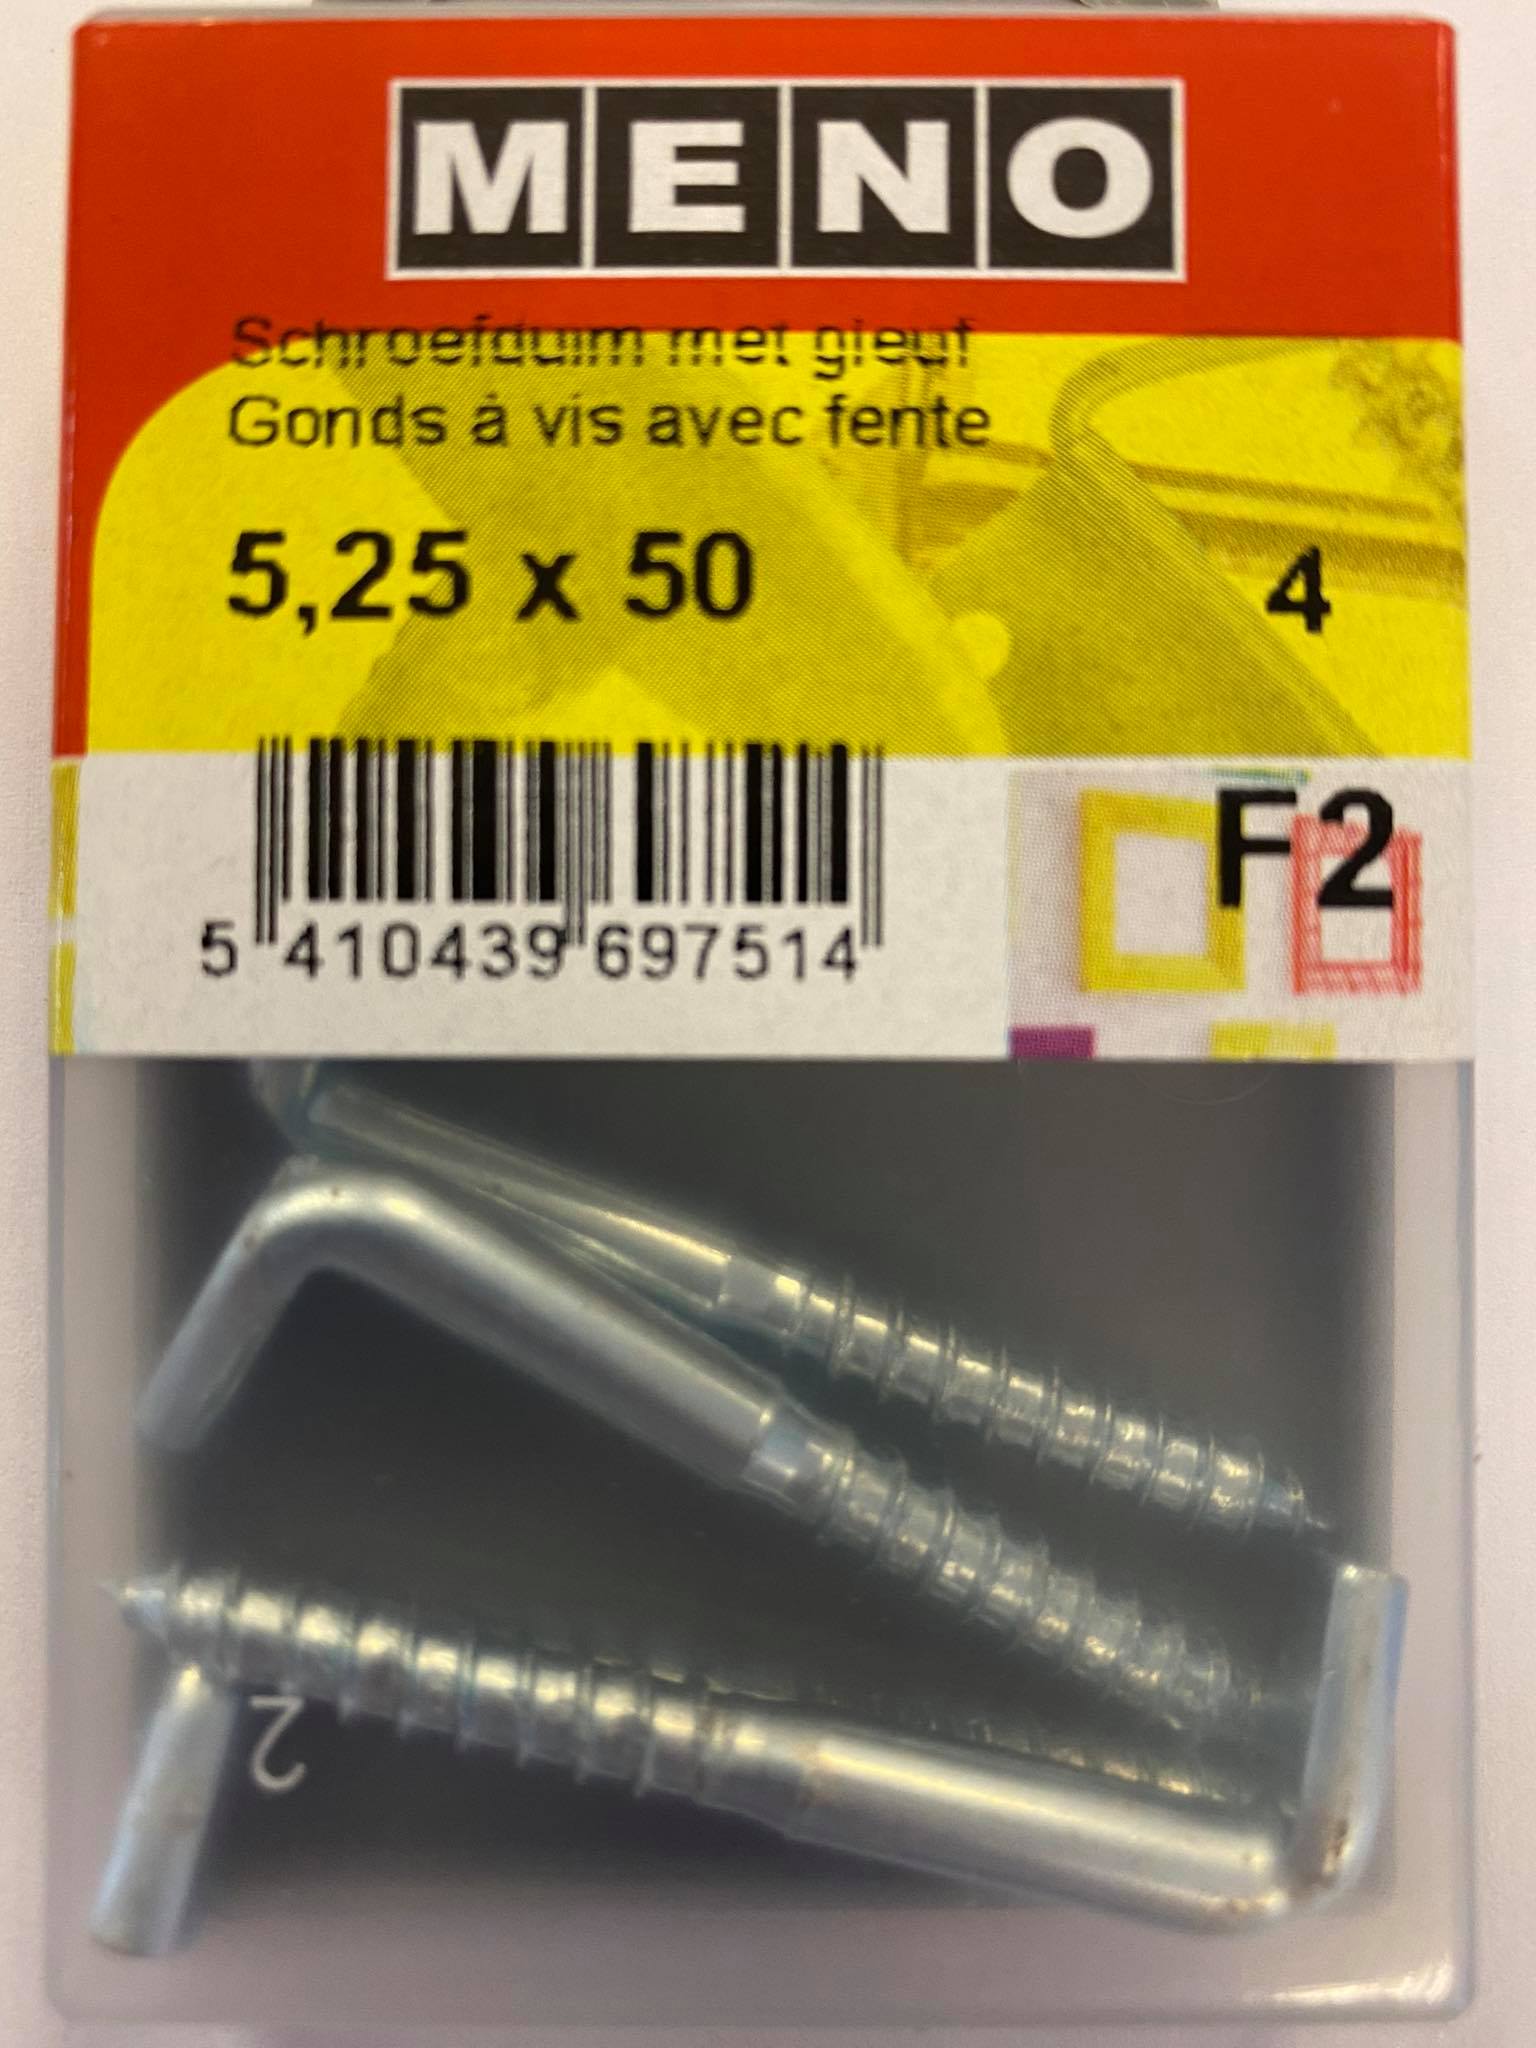 MENO
Schroefduim met gleuf
Gonds à vis avec fente
5,25 x 50 4
F2
5 410439 697514
2